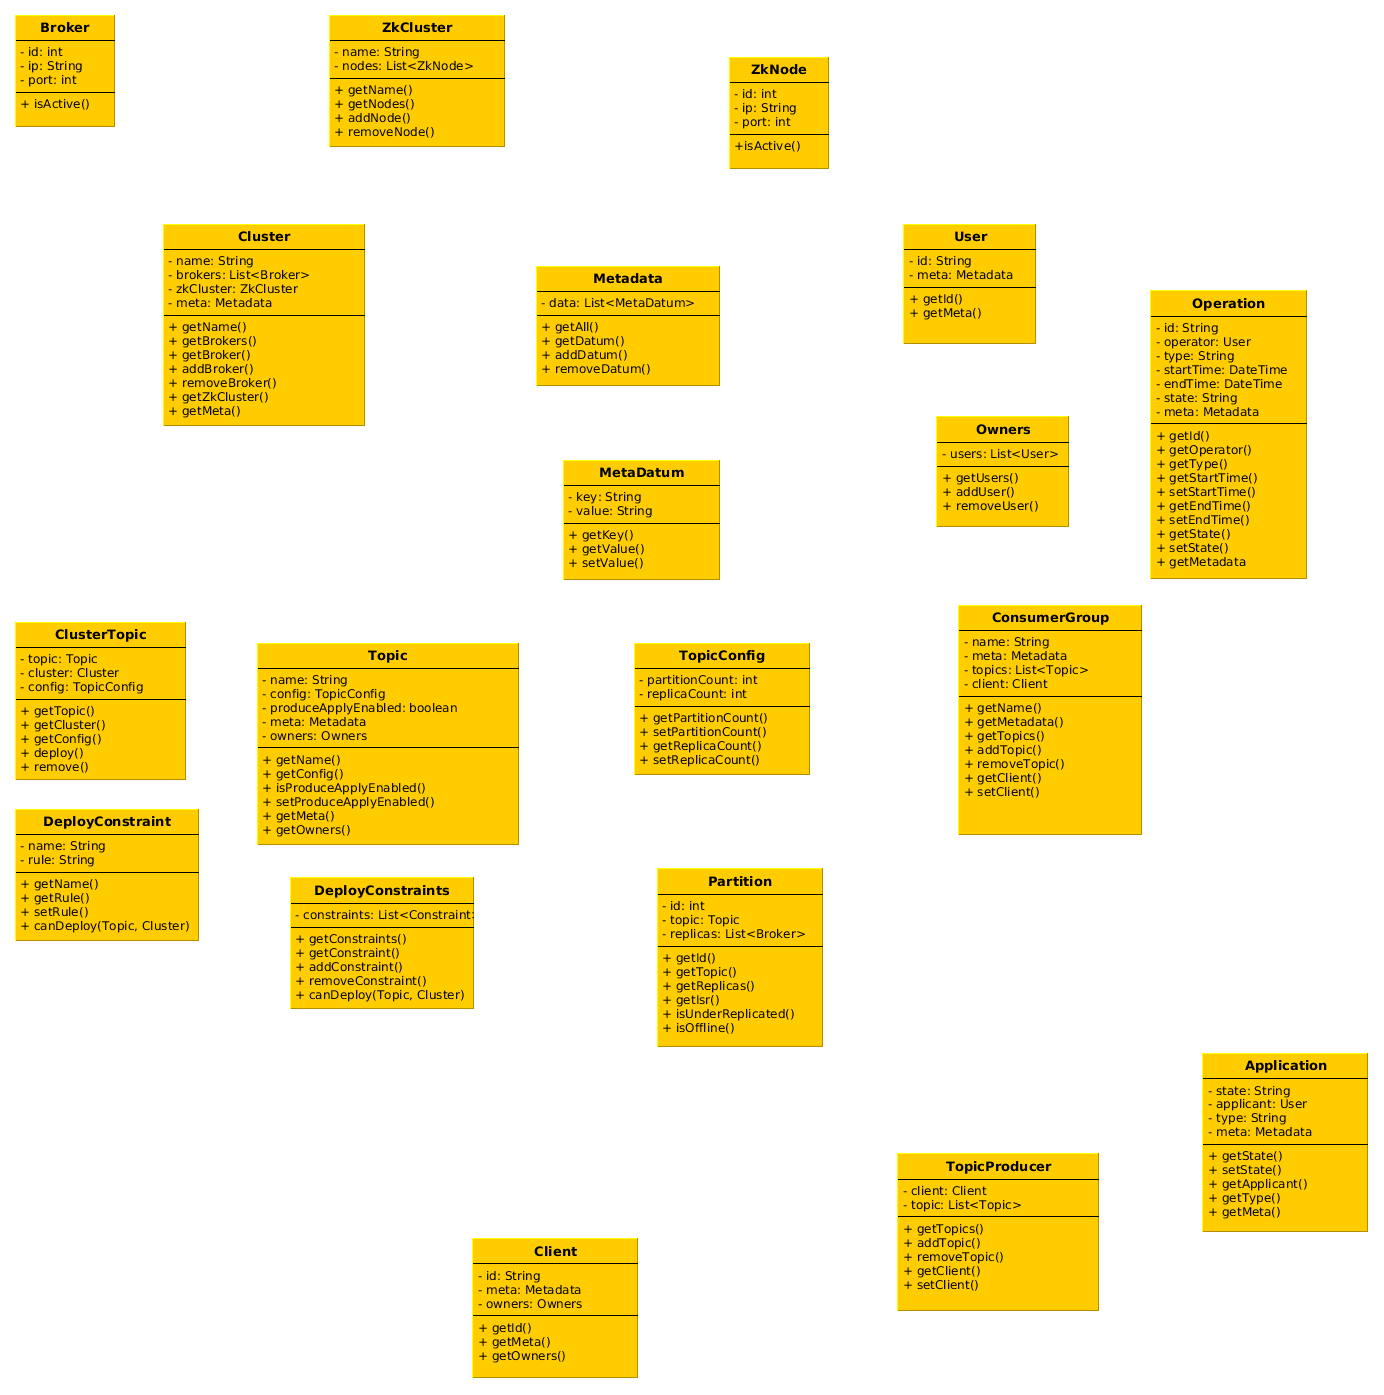 Broker
- id: int
- ip: String
- port: int
+ isActive()
ZkCluster
- name: String
- nodes: List<ZkNode>
+ getName()
+ getNodes()
+ addNode()
+ removeNode()
ZkNode
- id: int
- ip: String
- port: int
+isActive()
Cluster
- name: String
- brokers: List<Broker>
- zkCluster: ZkCluster
- meta: Metadata
+ getName()
+ getBrokers()
+ getBroker()
+ addBroker()
+ removeBroker()
+ getZkCluster()
+ getMeta()
Metadata
- data: List<MetaDatum>
+ getAll()
+ getDatum()
+ addDatum()
+ removeDatum()
User
- id: String
- meta: Metadata
+ getId()
+ getMeta()
Operation
- id: String
- operator: User
- type: String
- startTime: DateTime
- endTime: DateTime
- state: String
- meta: Metadata
+ getId()
+ getOperator()
+ getType()
+ getStartTime()
+ setStartTime()
+ getEndTime()
+ setEndTime()
+ getState()
+ setState()
+ getMetadata
Owners
- users: List<User>
+ getUsers()
+ addUser()
+ removeUser()
MetaDatum
- key: String
- value: String
+ getKey()
+ getValue()
+ setValue()
ClusterTopic
- topic: Topic
- cluster: Cluster
- config: TopicConfig
+ getTopic()
+ getCluster()
+ getConfig()
+ deploy()
+ remove()
Topic
- name: String
- config: TopicConfig
- produceApplyEnabled: boolean
- meta: Metadata
- owners: Owners
+ getName()
+ getConfig()
+ isProduceApplyEnabled()
+ setProduceApplyEnabled()
+ getMeta()
+ getOwners()
TopicConfig
- partitionCount: int
- replicaCount: int
+ getPartitionCount()
+ setPartitionCount()
+ getReplicaCount()
+ setReplicaCount()
ConsumerGroup
- name: String
- meta: Metadata
- topics: List<Topic>
- client: Client
+ getName()
+ getMetadata()
+ getTopics()
+ addTopic()
+ removeTopic()
+ getClient()
+ setClient()
DeployConstraint
- name: String
- rule: String
+ getName()
+ getRule()
+ setRule()
+ canDeploy(Topic, Cluster)
DeployConstraints
- constraints: List<Constraint>
+ getConstraints()
+ getConstraint()
+ addConstraint()
+ removeConstraint()
+ canDeploy(Topic, Cluster)
Partition
- id: int
- topic: Topic
- replicas: List<Broker>
+ getId()
+ getTopic()
+ getReplicas()
+ getIsr()
+ isUnderReplicated()
+ isOffline()
Application
- state: String
- applicant: User
- type: String
- meta: Metadata
+ getState()
+ setState()
+ getApplicant()
+ getType()
+ getMeta()
TopicProducer
- client: Client
- topic: List<Topic>
+ getTopics()
+ addTopic()
+ removeTopic()
+ getClient()
+ setClient()
Client
- id: String
- meta: Metadata
- owners: Owners
+ getId()
+ getMeta()
+ getOwners()